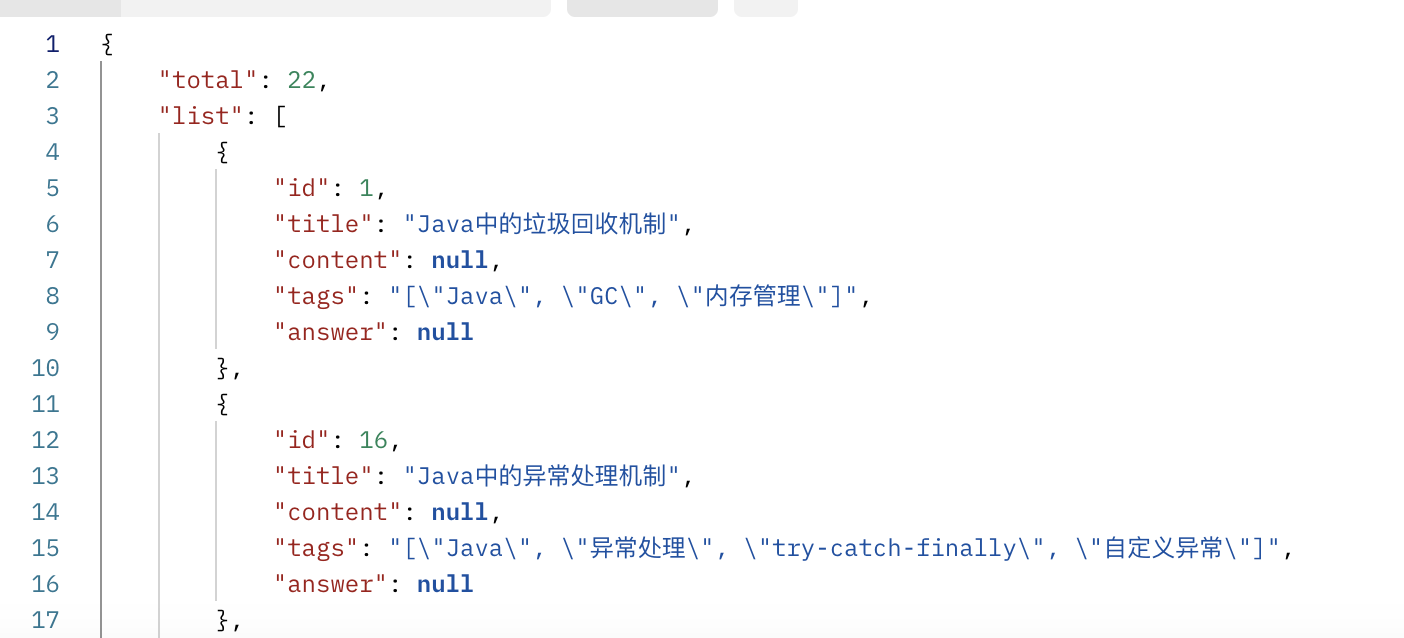 1 {
2 "total": 22,
3 "list": [
4 {
5 "id": 1,
6 "title": "Java中的垃圾回收机制",
7 "content": null,
8 "tags": "[\"Java\", \"GC\", \"内存管理\"]",
9 "answer": null
10 },
11 {
12 "id": 16,
13 "title": "Java中的异常处理机制",
14 "content": null,
15 "tags": "[\"Java\", \"异常处理\", \"try-catch-finally\", \"自定义异常\"]",
16 "answer": null
17 },